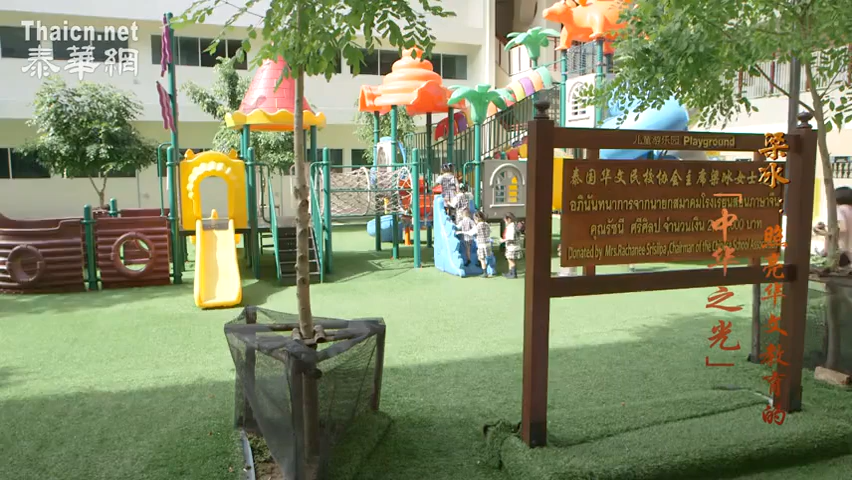 Thaicn.net
泰華網
儿童游乐园 Playground
泰国华文民校协会主席梁冰女士
อภินันทนาการจากนายกสมาคมโรงเรียนสอนภาษาจีน
คุณรัชนี ศรีศิลป จำนวนเงิน 000 บาท
Donated by Mrs.Rachanee Srisilpa,Chairman of the Chinese School Assoc
梁冰 照亮华文教育的
「中华之光」